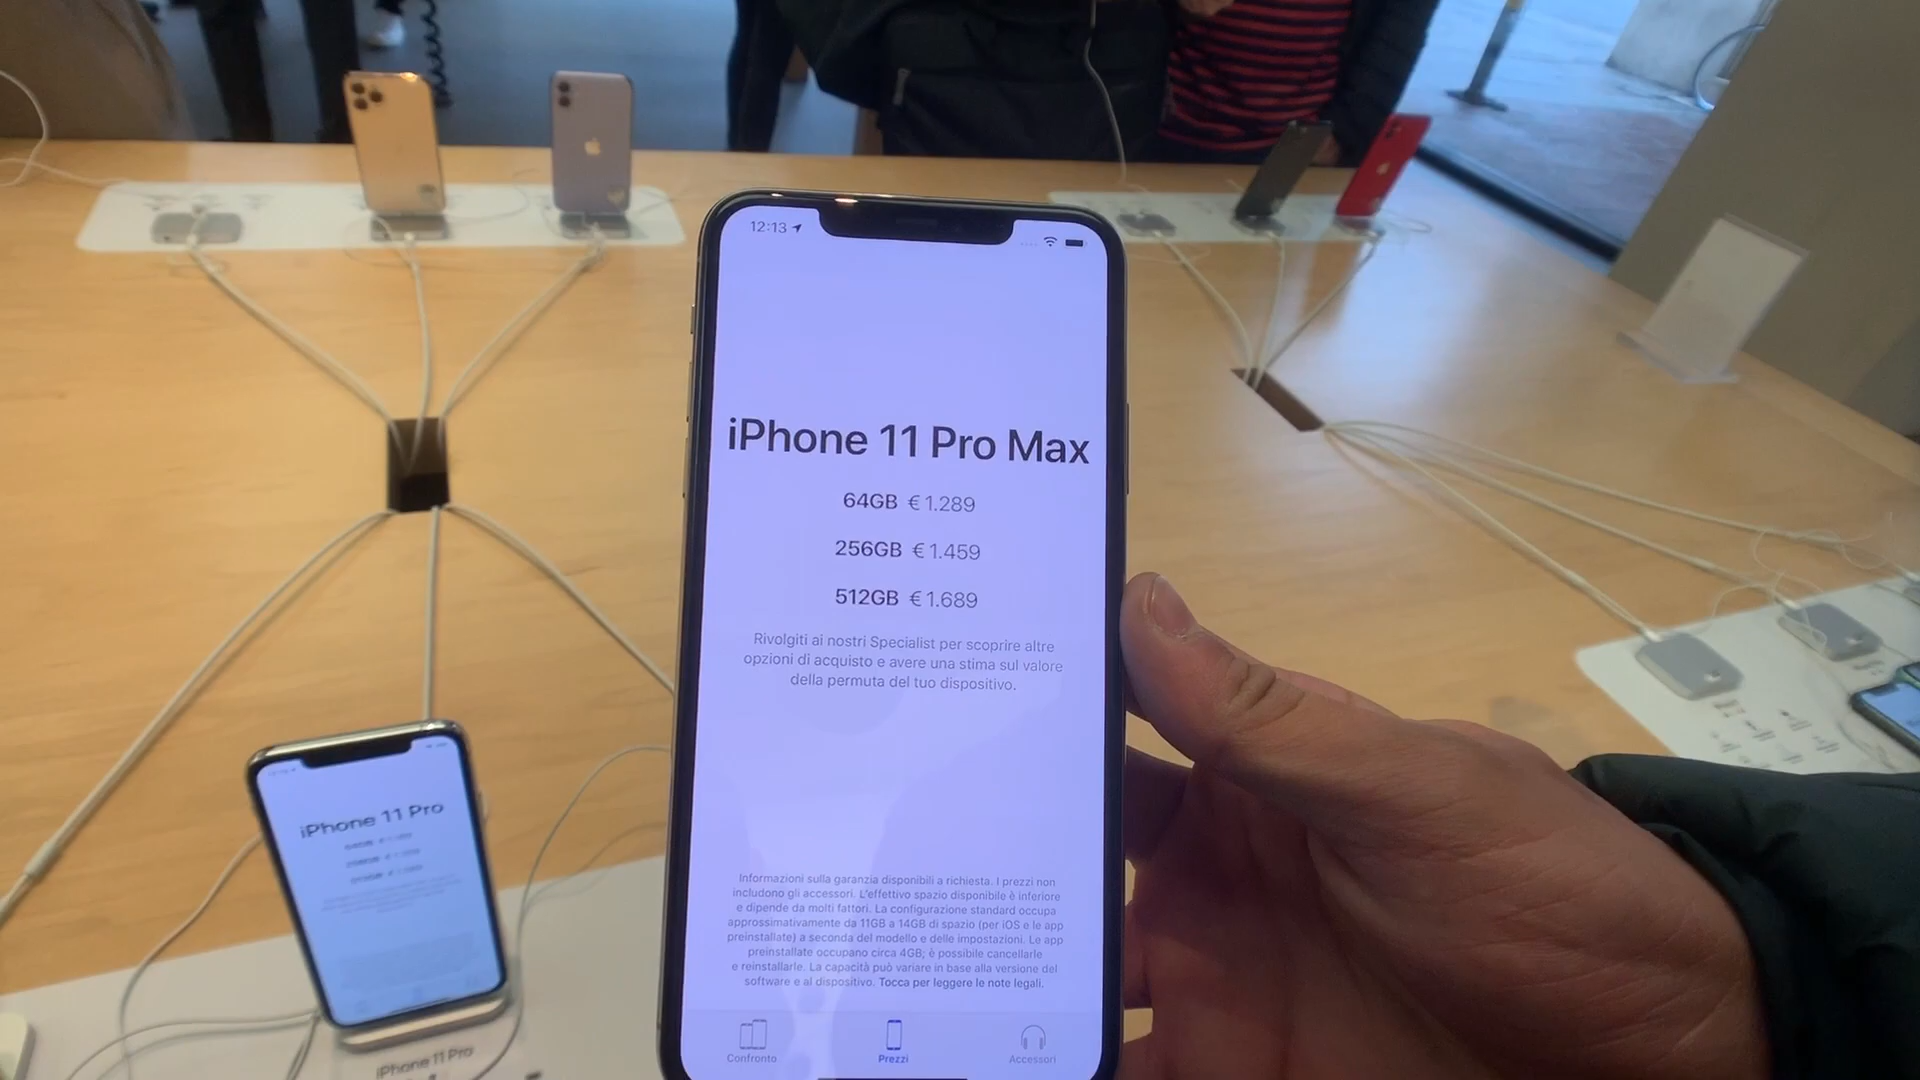 12:13
iPhone 11 Pro Max
64GB € 1.289
256GB € 1.459
512GB € 1.689
Rivolgiti ai nostri Specialist per scoprire altre
opzioni di acquisto e avere una stima sul valore
della permuta del tuo dispositivo.
Informazioni sulla garanzia disponibili a richiesta. I prezzi non
includono gli accessori. L'effettivo spazio disponibile è inferiore
e dipende da molti fattori. La configurazione standard occupa
approssimativamente da 11GB a 14GB di spazio (per iOS e le app
preinstallate) a seconda del modello e delle impostazioni. Le app
preinstallate occupano circa 4GB; è possibile cancellarle
e reinstallarle. La capacità può variare in base alla versione del
software e al dispositivo. Tocca per leggere le note legali.
Confronto
Prezzi
Accessori
iPhone 11 Pro
iPhone 11 Pro